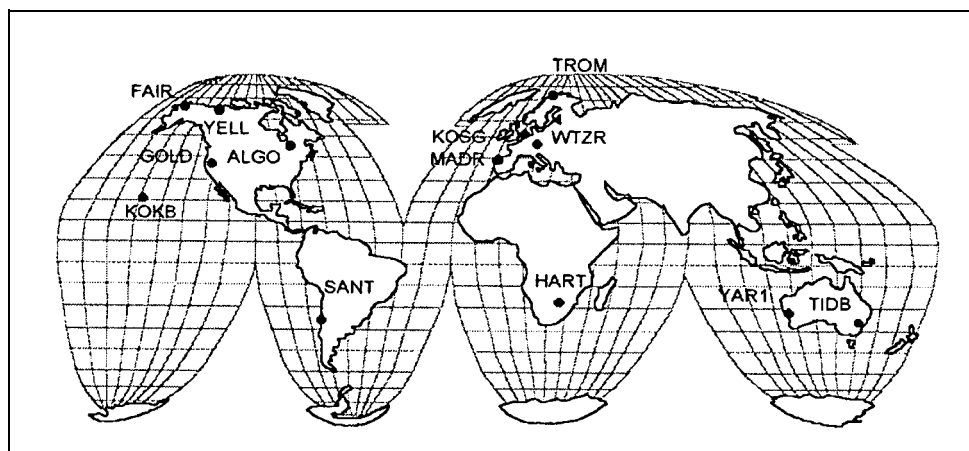 TROM
FAIR
YELL
KOSG
WTZR
GOLD
ALGO
MADR
KOKB
SANT
HART
YAR1
TIDB